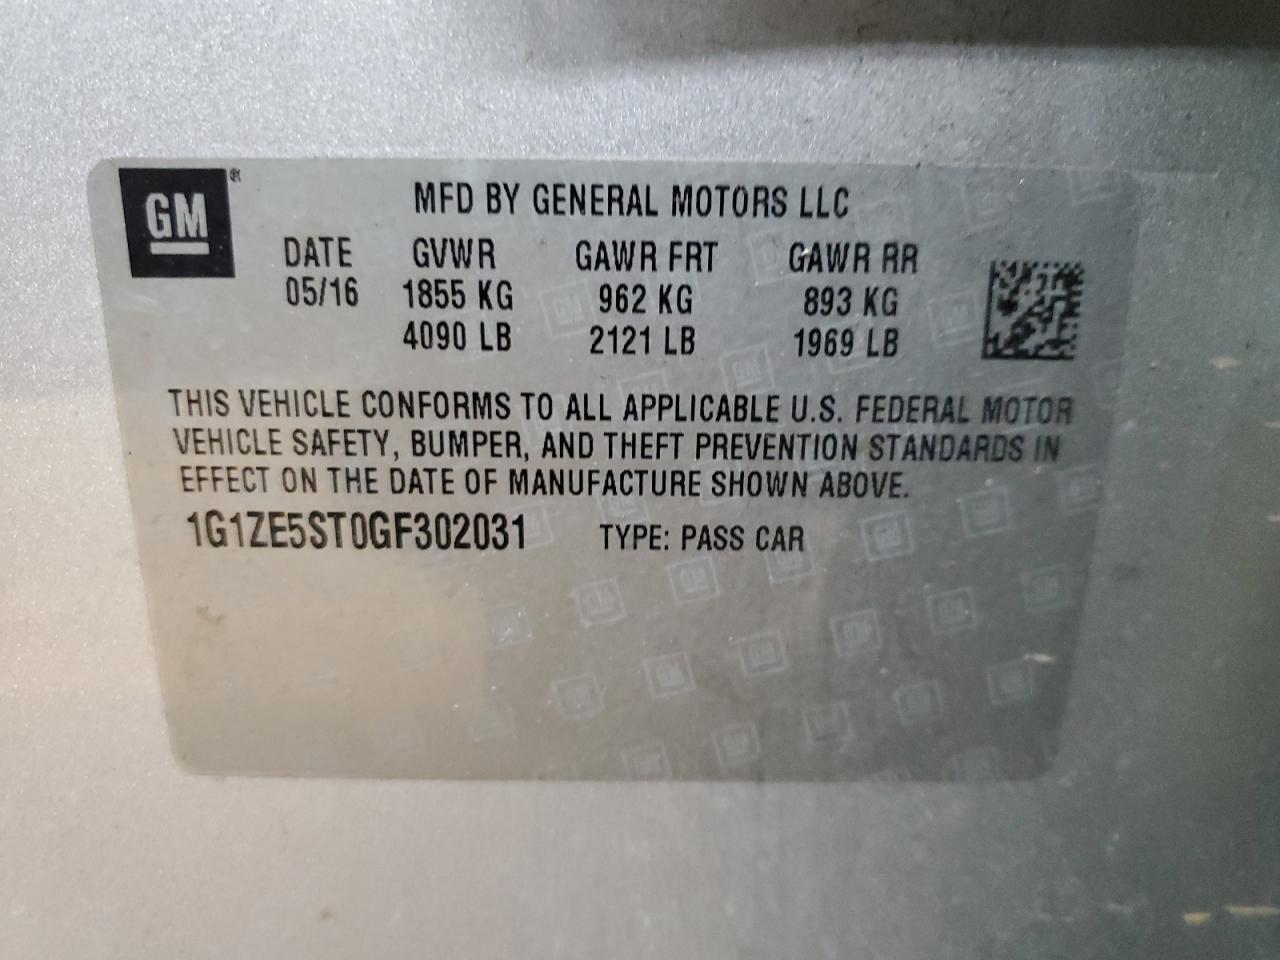 GM®
MFD BY GENERAL MOTORS LLC
DATE GVWR GAWR FRT GAWR RR
05/16 1855 KG 962 KG 893 KG
4090 LB 2121 LB 1969 LB
THIS VEHICLE CONFORMS TO ALL APPLICABLE U.S. FEDERAL MOTOR
VEHICLE SAFETY, BUMPER, AND THEFT PREVENTION STANDARDS IN
EFFECT ON THE DATE OF MANUFACTURE SHOWN ABOVE.
1G1ZE5ST0GF302031 TYPE: PASS CAR